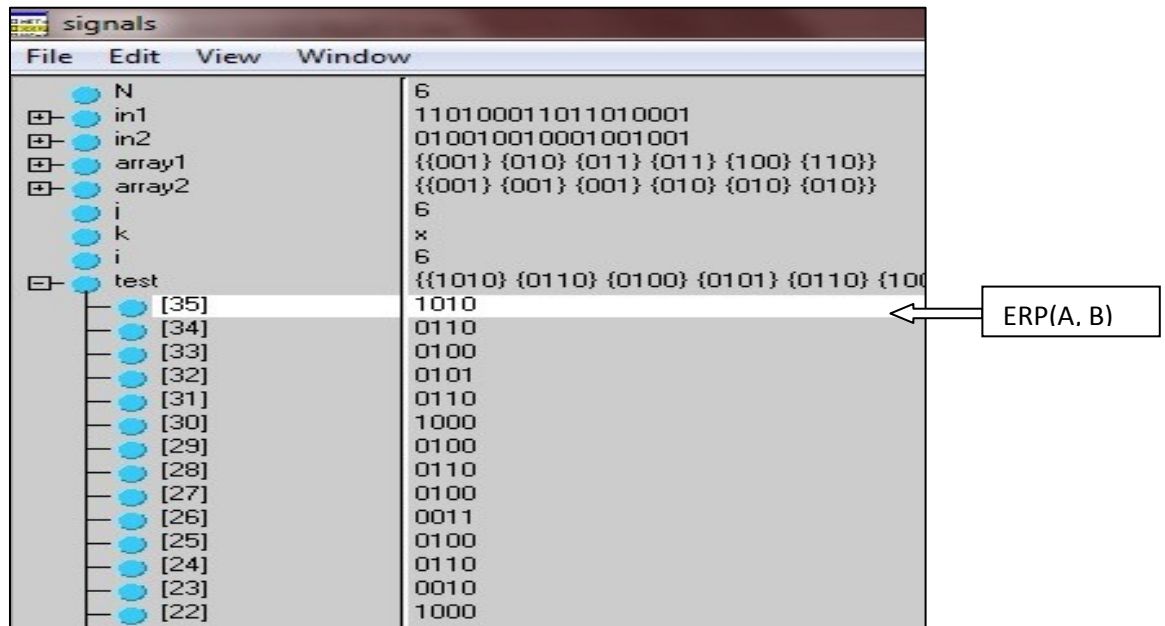 signals
File Edit View Window
N 6
in1 110100011011010001
in2 010010010001001001
array1 {{001} {010} {011} {011} {100} {110}}
array2 {{001} {001} {001} {010} {010} {010}}
j 6
k x
i 6
test {{1010} {0110} {0100} {0101} {0110} {100
[35] 1010
ERP(A, B)
[34] 0110
[33] 0100
[32] 0101
[31] 0110
[30] 1000
[29] 0100
[28] 0110
[27] 0100
[26] 0011
[25] 0100
[24] 0110
[23] 0010
[22] 1000